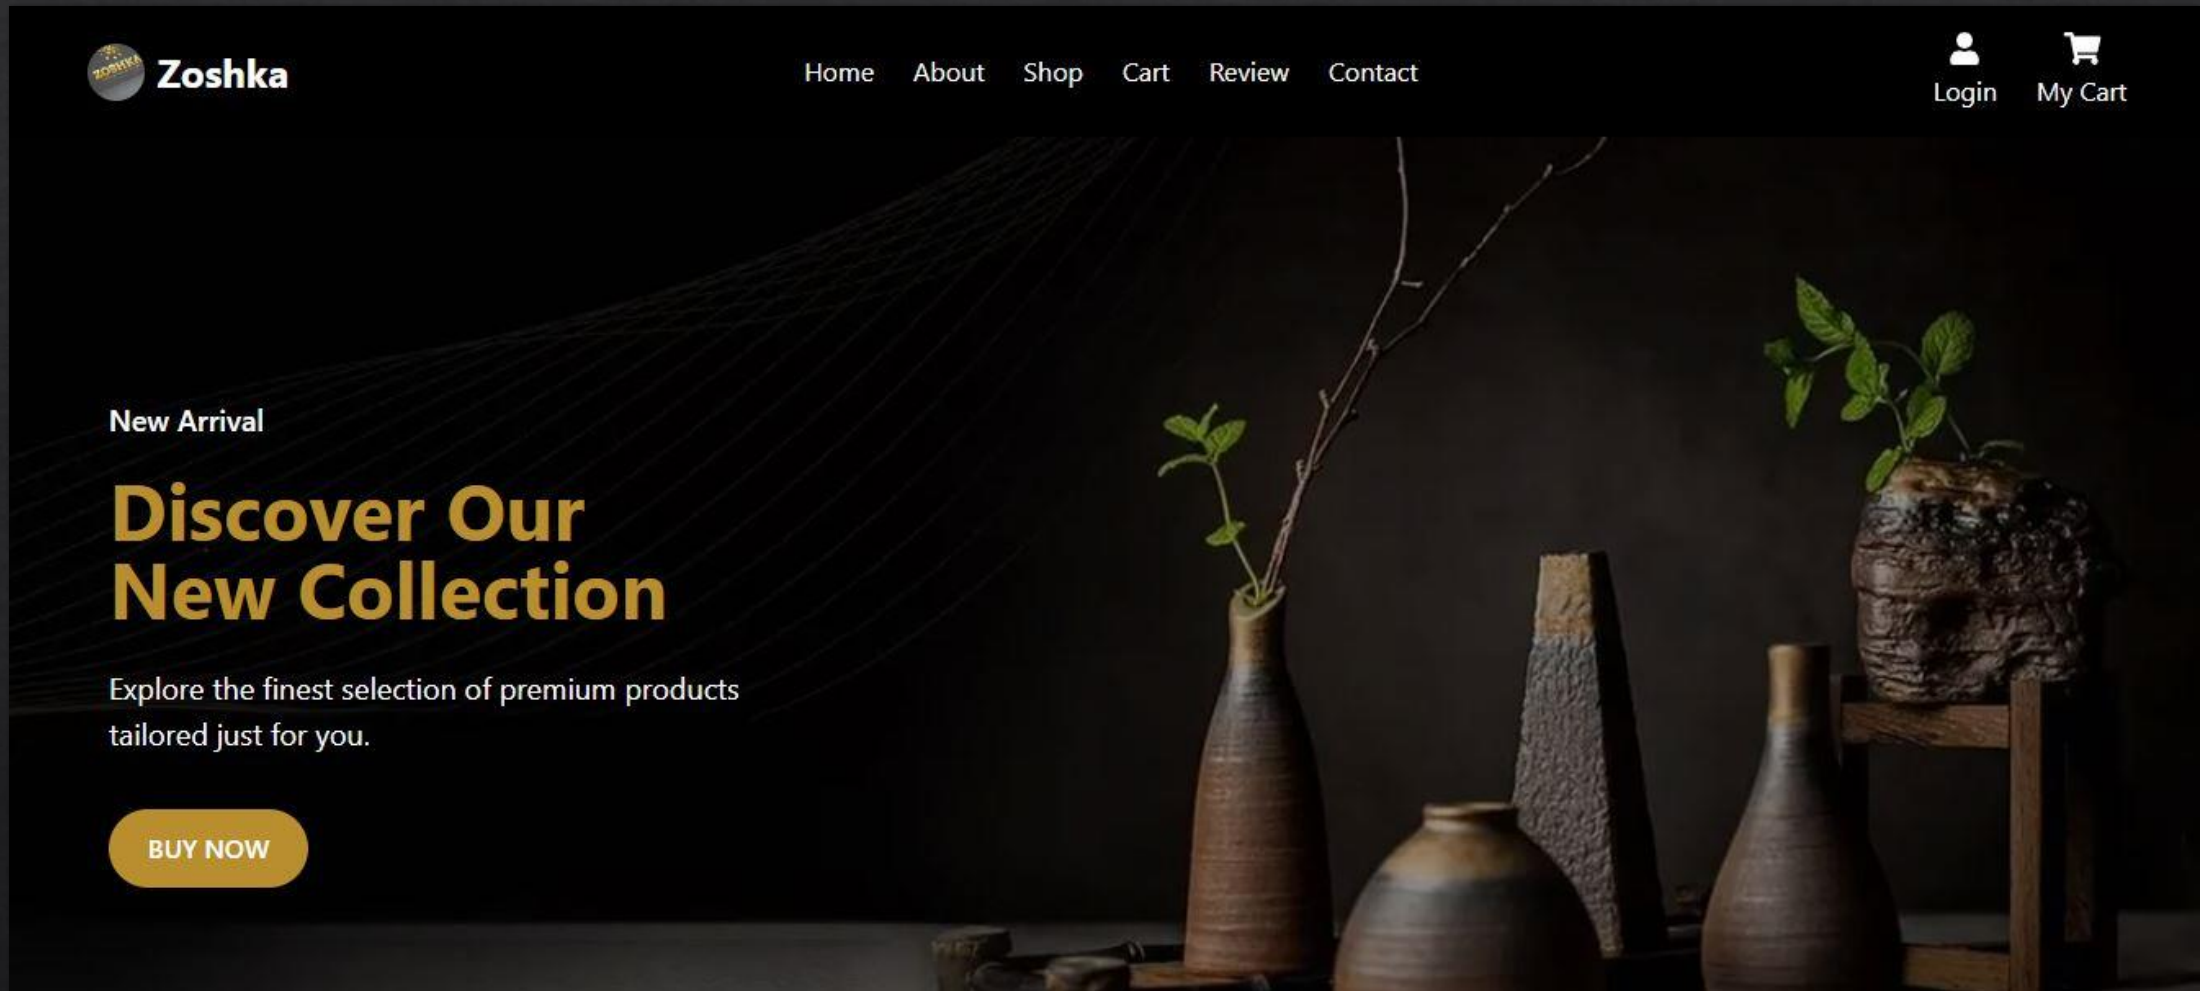 ZOSHKA
Zoshka
Home About Shop Cart Review Contact
Login My Cart
New Arrival
Discover Our
New Collection
Explore the finest selection of premium products
tailored just for you.
BUY NOW